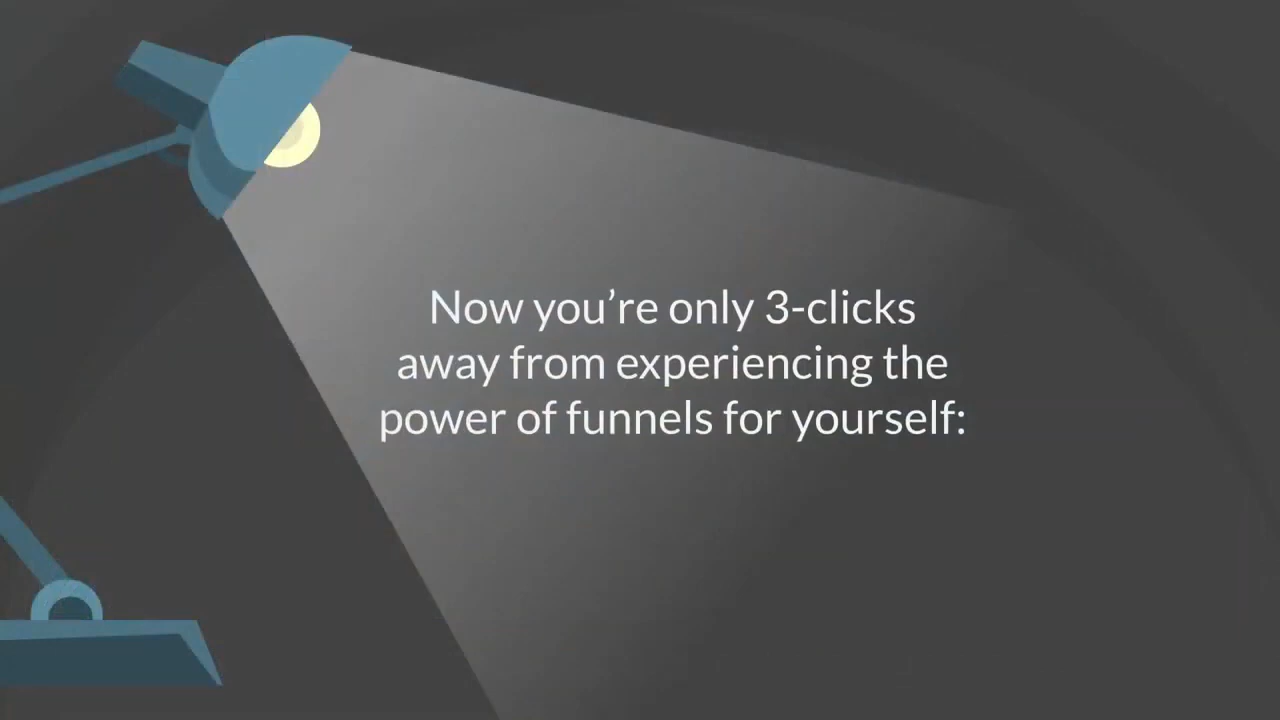 Now you’re only 3-clicks
away from experiencing the
power of funnels for yourself: